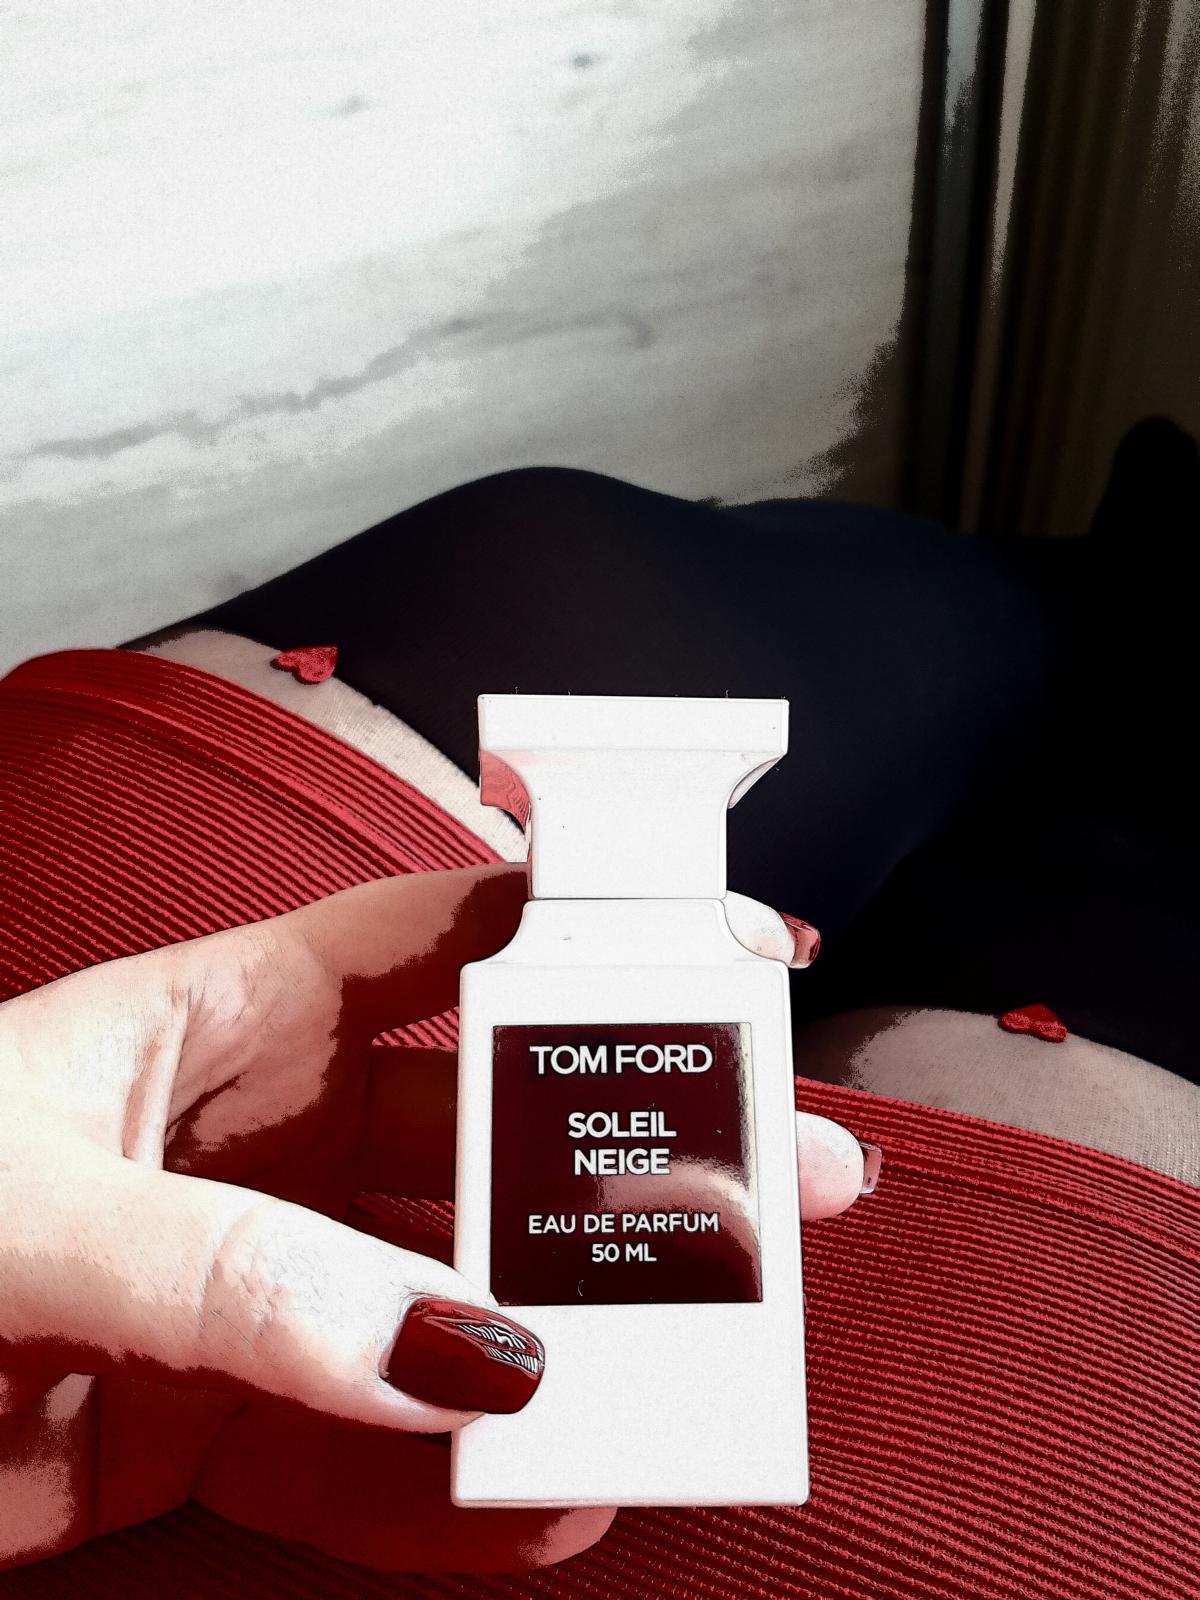 TOM FORD
SOLEIL
NEIGE
EAU DE PARFUM
50 ML